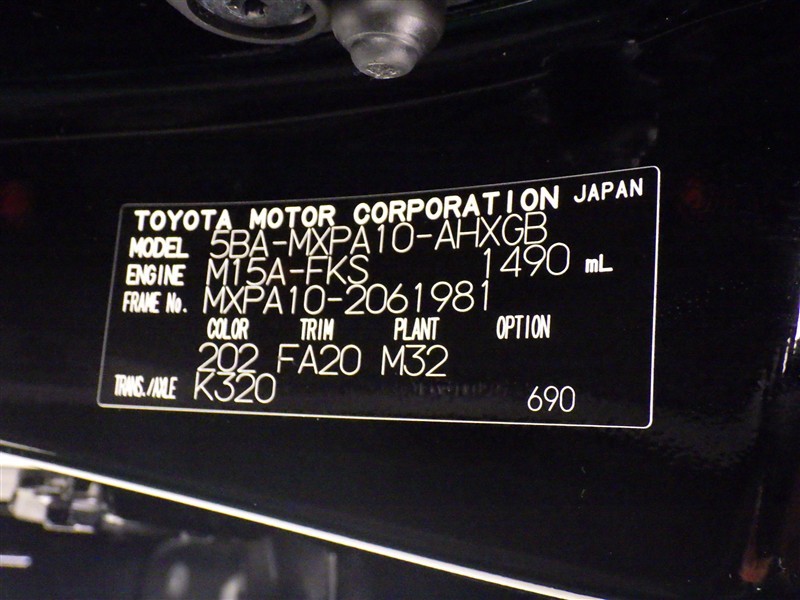 TOYOTA MOTOR CORPORATION JAPAN
MODEL 5BA-MXPA10-AHXGB
ENGINE M15A-FKS 1490 mL
FRAME No. MXPA10-2061981
COLOR TRIM PLANT OPTION
202 FA20 M32
TRANS./AXLE K320 690